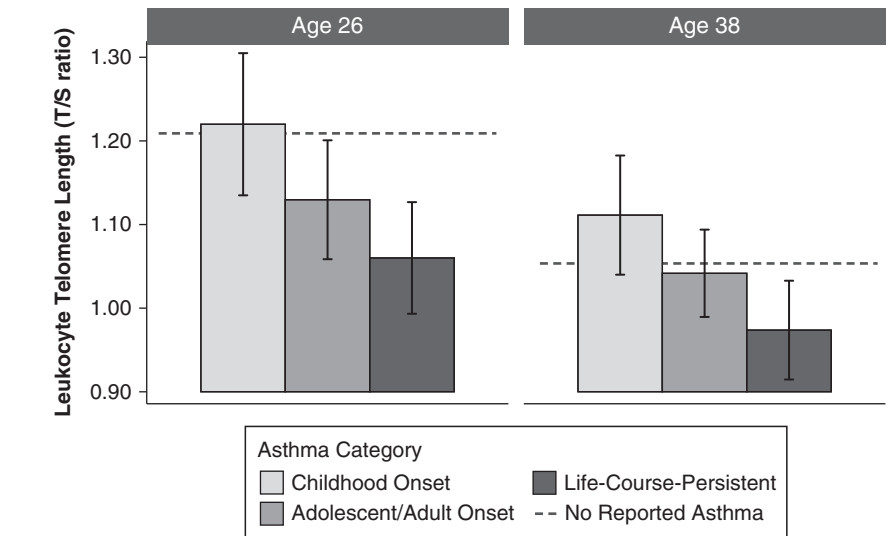 Age 26
Age 38
Leukocyte Telomere Length (T/S ratio)
1.30
1.20
1.10
1.00
0.90
Asthma Category
Childhood Onset
Life-Course-Persistent
Adolescent/Adult Onset
No Reported Asthma